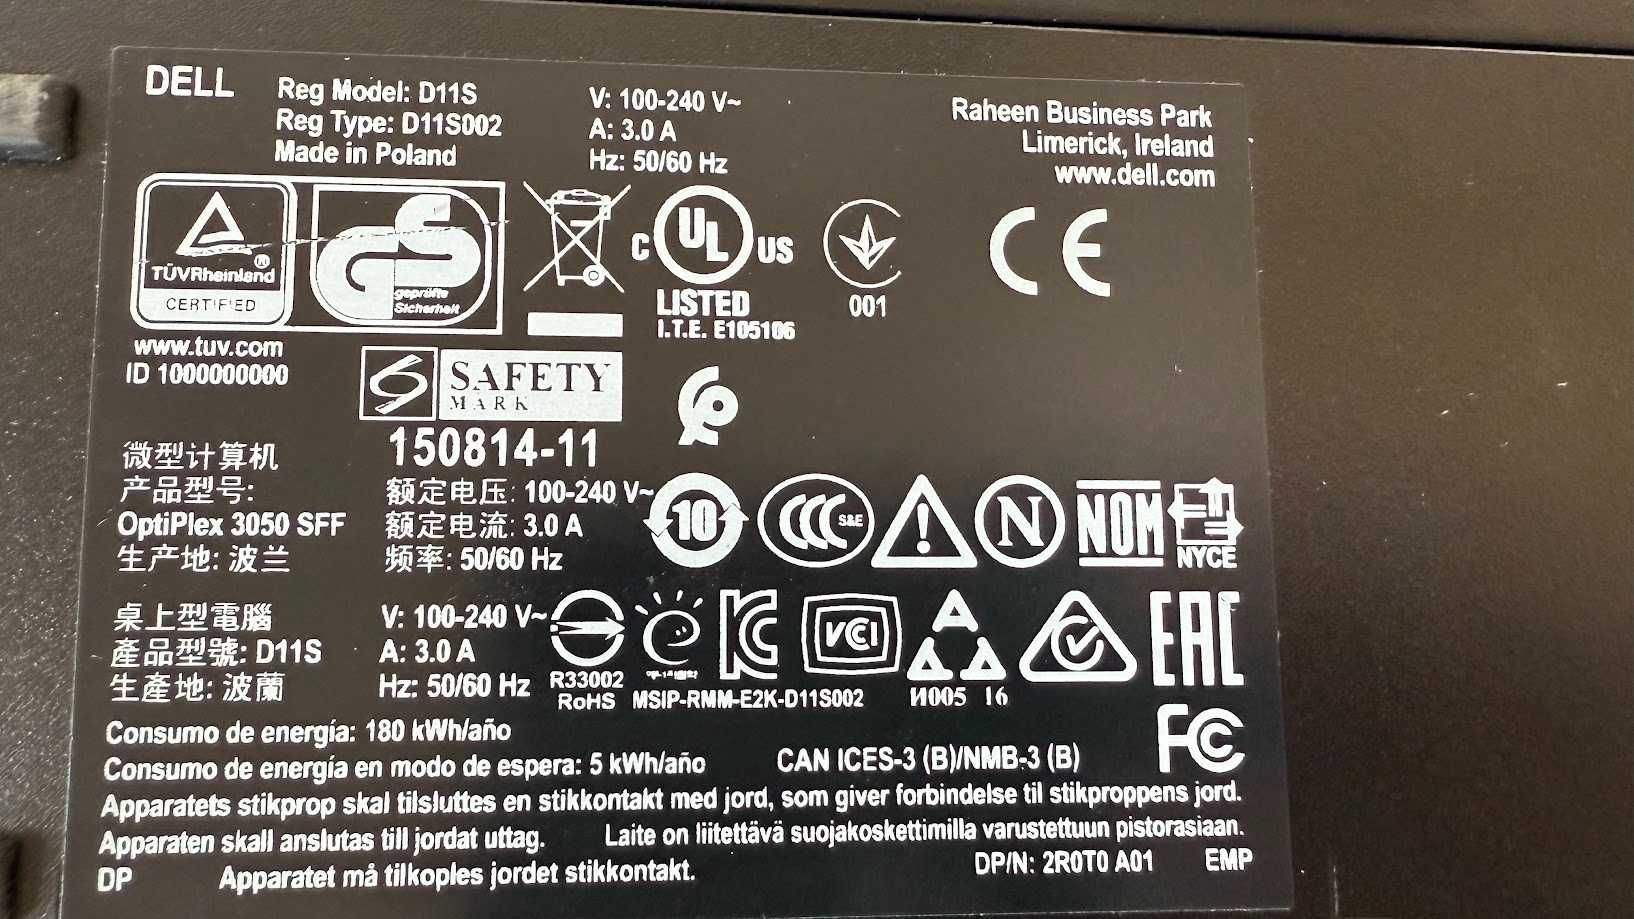 DELL
Reg Model: D11S
Reg Type: D11S002
Made in Poland
V: 100-240 V~
A: 3.0 A
Hz: 50/60 Hz
Raheen Business Park
Limerick, Ireland
www.dell.com
TÜVRheinland
CERTIFIED
GS
geprüfte
Sicherheit
www.tuv.com
ID 1000000000
C UL US
LISTED
I.T.E. E105106
001
CE
S SAFETY
MARK
150814-11
微型计算机
产品型号:
OptiPlex 3050 SFF
生产地: 波兰
额定电压: 100-240 V~
额定电流: 3.0 A
频率: 50/60 Hz
10
CCC S&E
!
N
NOM
NYCE
桌上型電腦
產品型號: D11S
生產地: 波蘭
V: 100-240 V~
A: 3.0 A
Hz: 50/60 Hz
R33002
RoHS
MSIP-RMM-E2K-D11S002
VCI
И005 16
EAC
FC
Consumo de energía: 180 kWh/año
Consumo de energía en modo de espera: 5 kWh/año
CAN ICES-3 (B)/NMB-3 (B)
Apparatets stikprop skal tilsluttes en stikkontakt med jord, som giver forbindelse til stikproppens jord.
Apparaten skall anslutas till jordat uttag. Laite on liitettävä suojakoskettimilla varustettuun pistorasiaan.
DP Apparatet må tilkoples jordet stikkontakt. DP/N: 2R0T0 A01 EMP